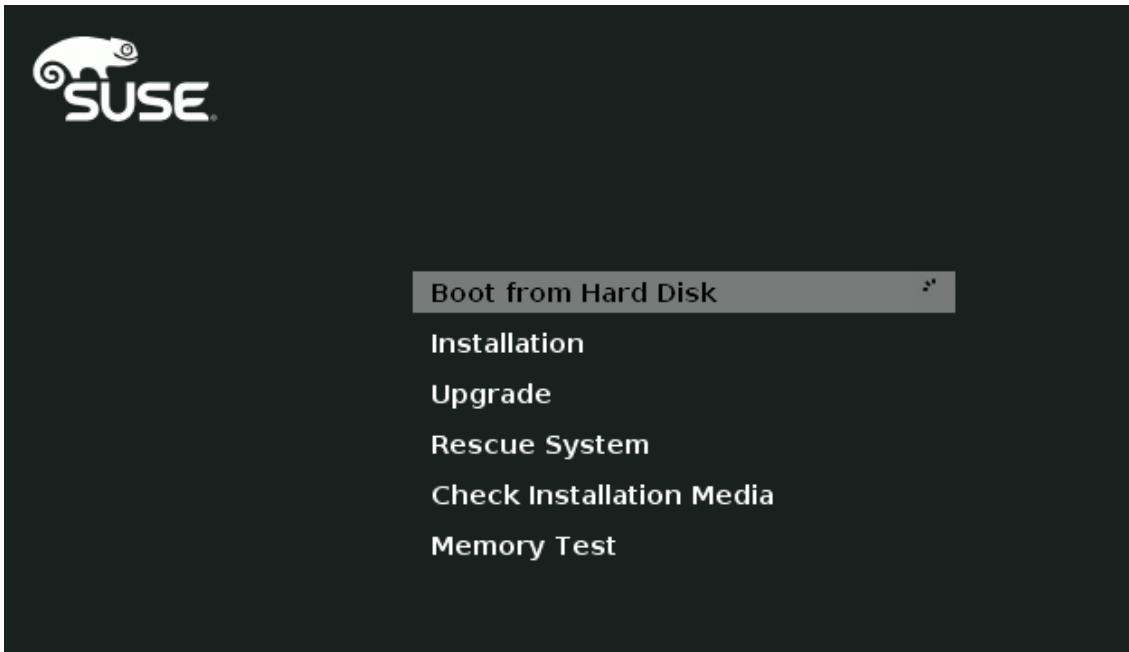 SUSE
Boot from Hard Disk
Installation
Upgrade
Rescue System
Check Installation Media
Memory Test